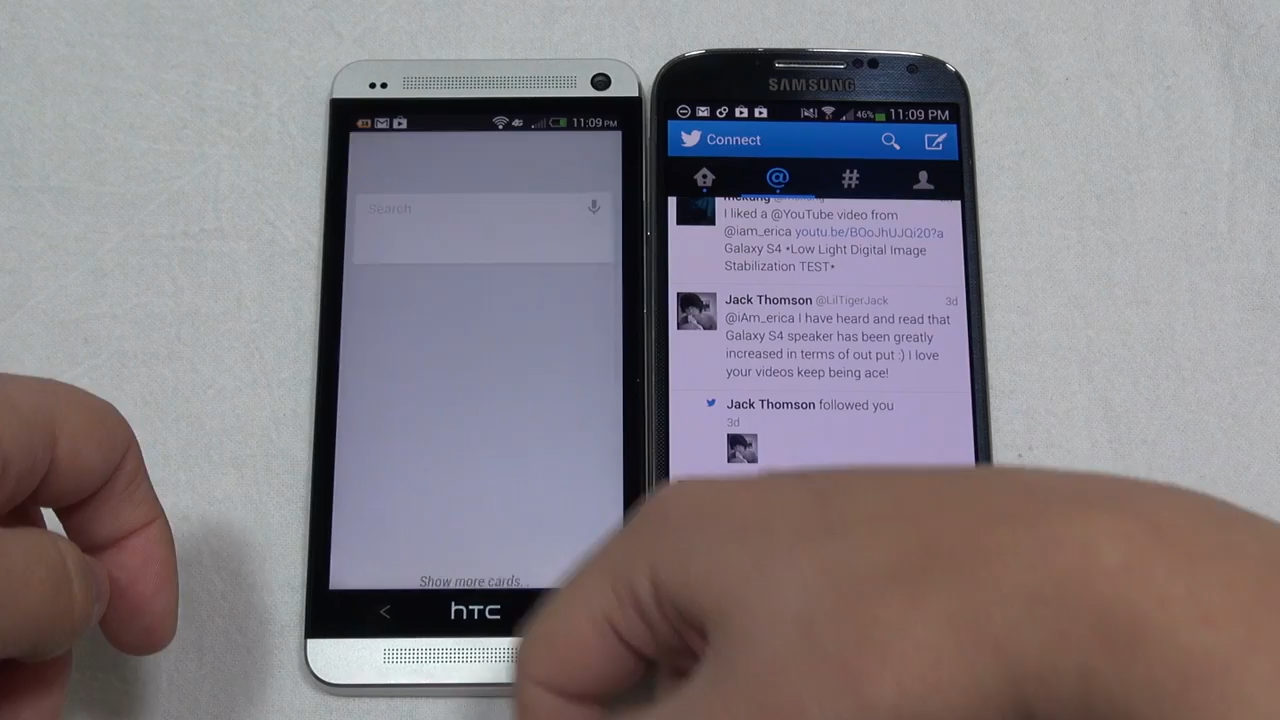 11:09 PM
Search
Show more cards..
hTC
SAMSUNG
46% 11:09 PM
Connect
@
#
I liked a @YouTube video from
@iam_erica youtu.be/BOoJhUJQi20?a
Galaxy S4 *Low Light Digital Image
Stabilization TEST*
Jack Thomson @LilTigerJack 3d
@iAm_erica I have heard and read that
Galaxy S4 speaker has been greatly
increased in terms of out put :) I love
your videos keep being ace!
Jack Thomson followed you
3d